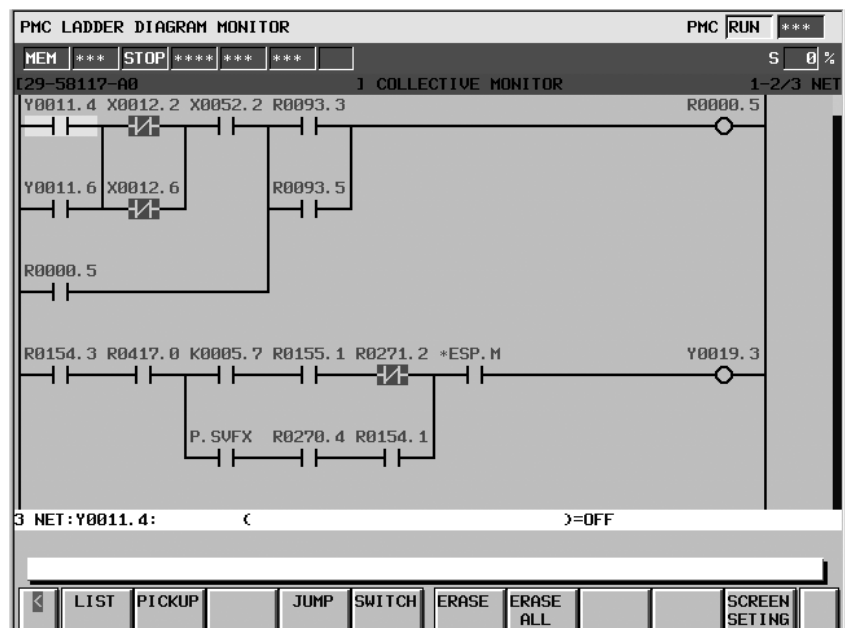 PMC LADDER DIAGRAM MONITOR PMC RUN ***
MEM *** STOP **** *** *** S 0 %
[29-58117-A0 ] COLLECTIVE MONITOR 1-2/3 NET
Y0011.4 X0012.2 X0052.2 R0093.3 R0000.5
Y0011.6 X0012.6 R0093.5
R0000.5
R0154.3 R0417.0 K0005.7 R0155.1 R0271.2 *ESP.M Y0019.3
P.SVFX R0270.4 R0154.1
3 NET:Y0011.4: ( )=OFF
< LIST PICKUP JUMP SWITCH ERASE ERASE ALL SCREEN SETING